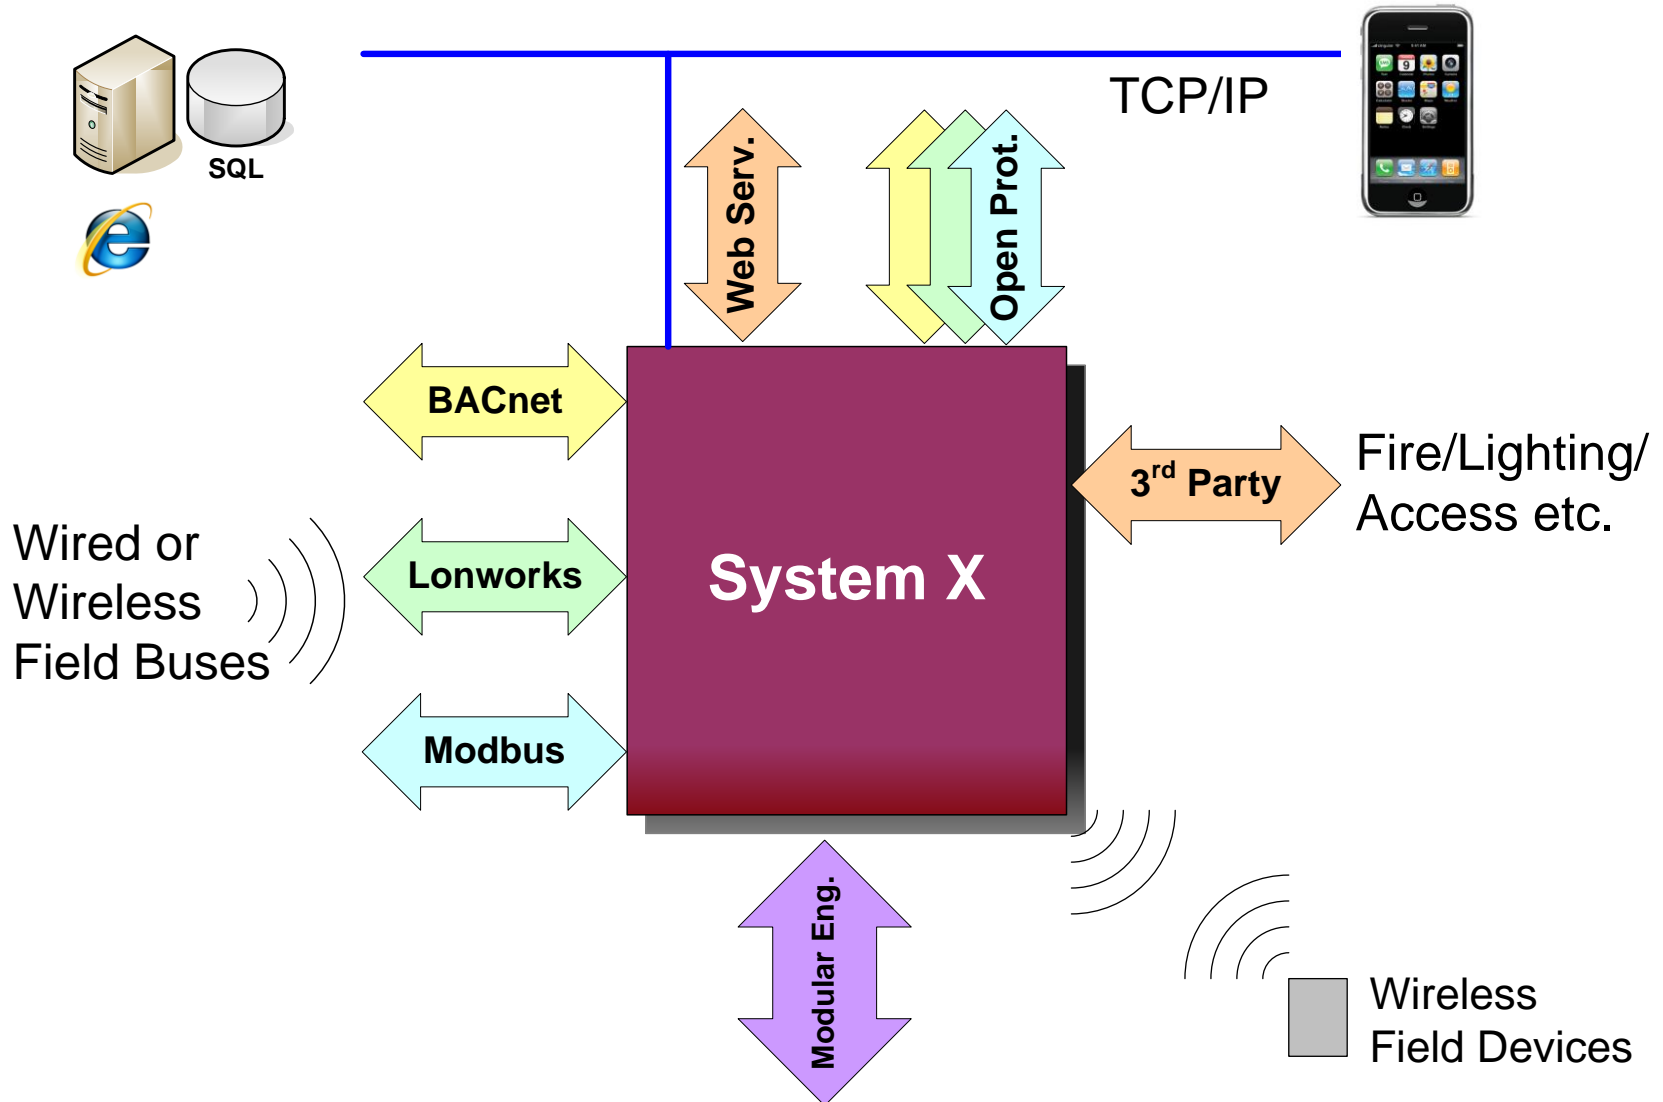 TCP/IP
SQL
Web Serv.
Open Prot.
BACnet
3rd Party
Fire/Lighting/
Access etc.
Wired or
Wireless
Field Buses
Lonworks
System X
Modbus
Modular Eng.
Wireless
Field Devices